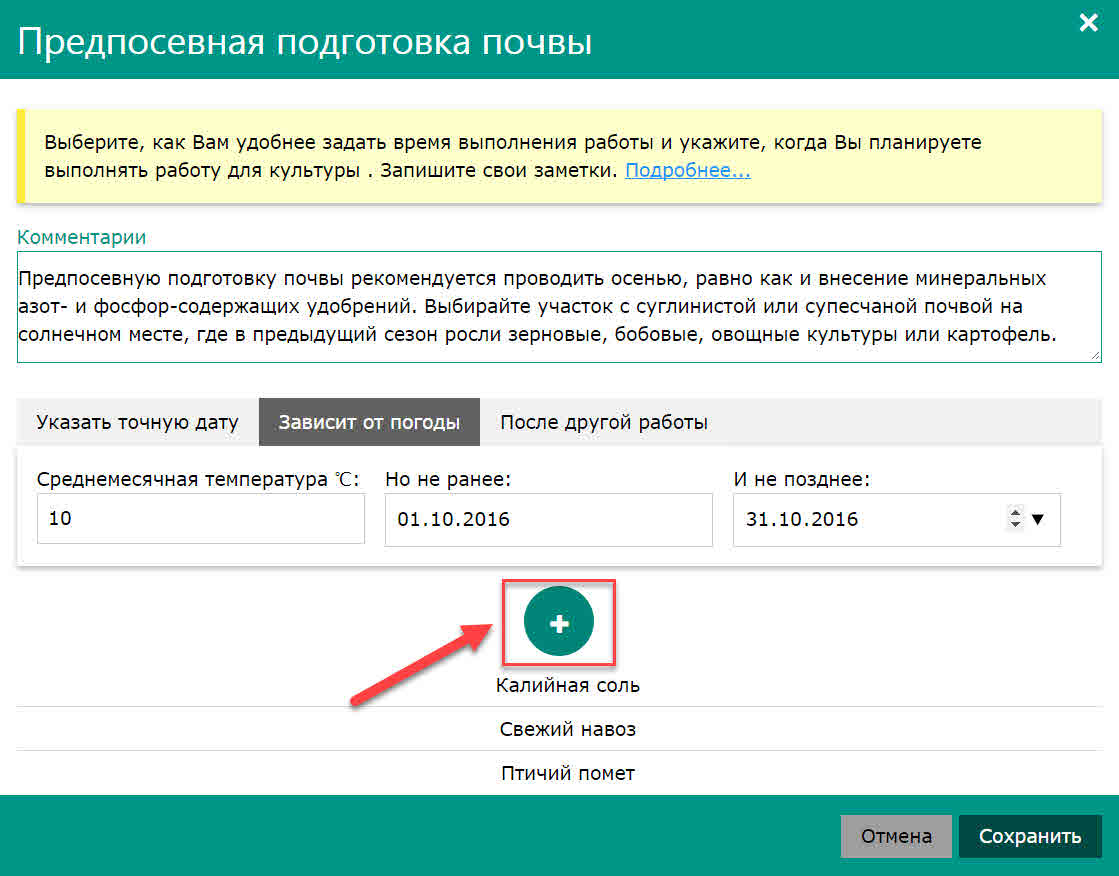 Предпосевная подготовка почвы
Выберите, как Вам удобнее задать время выполнения работы и укажите, когда Вы планируете
выполнять работу для культуры . Запишите свои заметки. Подробнее...
Комментарии
Предпосевную подготовку почвы рекомендуется проводить осенью, равно как и внесение минеральных
азот- и фосфор-содержащих удобрений. Выбирайте участок с суглинистой или супесчаной почвой на
солнечном месте, где в предыдущий сезон росли зерновые, бобовые, овощные культуры или картофель.
Указать точную дату Зависит от погоды После другой работы
Среднемесячная температура ℃: Но не ранее: И не позднее:
10 01.10.2016 31.10.2016
Калийная соль
Свежий навоз
Птичий помет
Отмена Сохранить